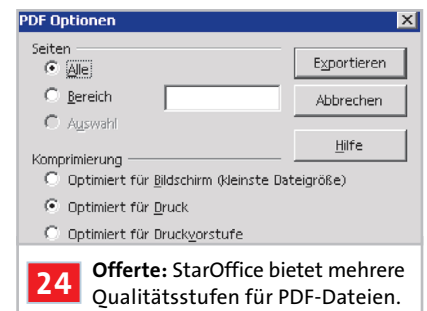 PDF Optionen
Seiten
Alle
Exportieren
Bereich
Abbrechen
Auswahl
Hilfe
Komprimierung
Optimiert für Bildschirm (kleinste Dateigröße)
Optimiert für Druck
Optimiert für Druckvorstufe
24
Offerte: StarOffice bietet mehrere
Qualitätsstufen für PDF-Dateien.